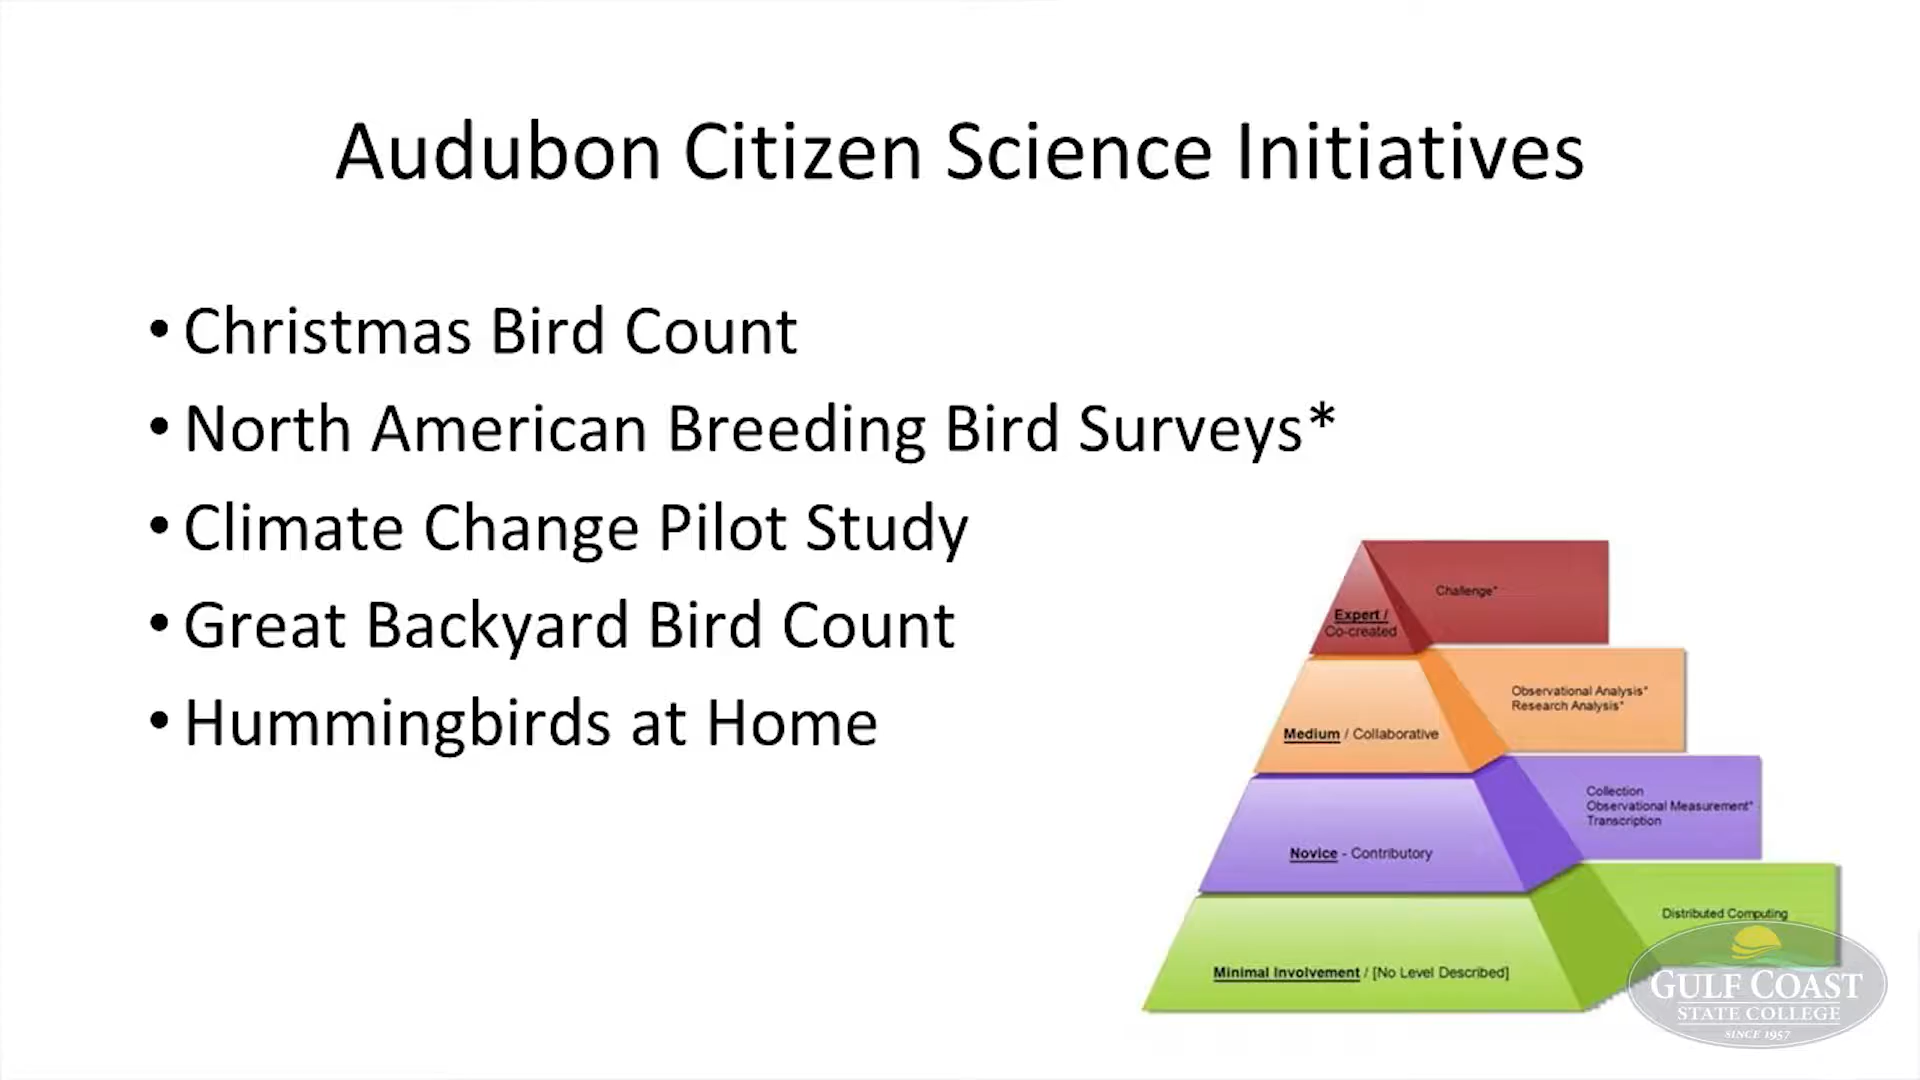 Audubon Citizen Science Initiatives
• Christmas Bird Count
• North American Breeding Bird Surveys*
• Climate Change Pilot Study
• Great Backyard Bird Count
• Hummingbirds at Home
Challenge*
Expert /
Co-created
Observational Analysis*
Research Analysis*
Medium / Collaborative
Collection
Observational Measurement*
Transcription
Novice - Contributory
Distributed Computing
Minimal Involvement / [No Level Described]
GULF COAST
STATE COLLEGE
SINCE 1957